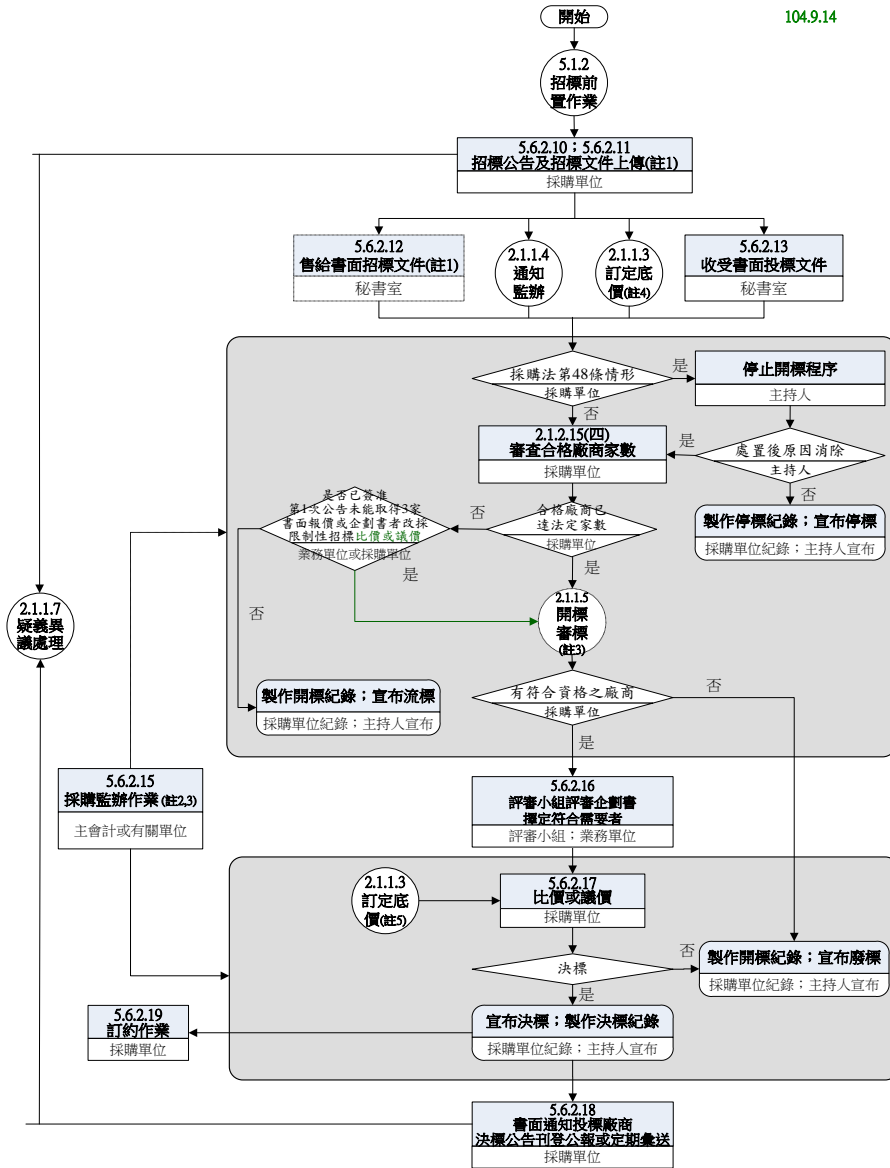 開始
104.9.14
5.1.2
招標前
置作業
5.6.2.10；5.6.2.11
招標公告及招標文件上傳(註1)
採購單位
5.6.2.12
售給書面招標文件(註1)
秘書室
2.1.1.4
通知
監辦
2.1.1.3
訂定底
價(註4)
5.6.2.13
收受書面投標文件
秘書室
採購法第48條情形
採購單位
是
否
停止開標程序
主持人
2.1.2.15(四)
審查合格廠商家數
採購單位
是
處置後原因消除
主持人
否
製作停標紀錄；宣布停標
採購單位紀錄；主持人宣布
是否已簽准
第1次公告未能取得3家
書面報價或企劃書者改採
限制性招標比價或議價
業務單位或採購單位
否
合格廠商已
達法定家數
採購單位
是
是
否
2.1.1.5
開標
審標
(註3)
2.1.1.7
疑義異
議處理
製作開標紀錄；宣布流標
採購單位紀錄；主持人宣布
有符合資格之廠商
採購單位
否
是
5.6.2.15
採購監辦作業 (註2,3)
主會計或有關單位
5.6.2.16
評審小組評審企劃書
擇定符合需要者
評審小組；業務單位
2.1.1.3
訂定底
價(註5)
5.6.2.17
比價或議價
採購單位
決標
否
是
製作開標紀錄；宣布廢標
採購單位紀錄；主持人宣布
5.6.2.19
訂約作業
採購單位
宣布決標；製作決標紀錄
採購單位紀錄；主持人宣布
5.6.2.18
書面通知投標廠商
決標公告刊登公報或定期彙送
採購單位